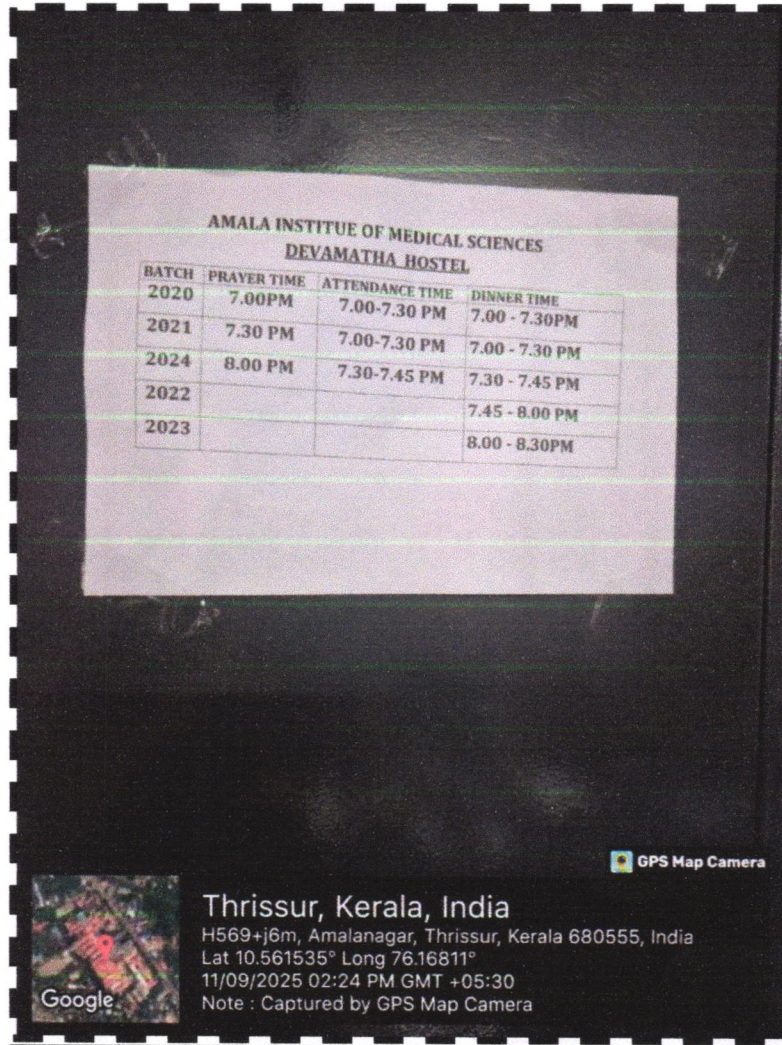 AMALA INSTITUE OF MEDICAL SCIENCES
DEVAMATHA HOSTEL
BATCH PRAYER TIME ATTENDANCE TIME DINNER TIME
2020 7.00PM 7.00-7.30 PM 7.00 - 7.30PM
2021 7.30 PM 7.00-7.30 PM 7.00 - 7.30 PM
2024 8.00 PM 7.30-7.45 PM 7.30 - 7.45 PM
2022 7.45 - 8.00 PM
2023 8.00 - 8.30PM
GPS Map Camera
Thrissur, Kerala, India
H569+j6m, Amalanagar, Thrissur, Kerala 680555, India
Lat 10.561535° Long 76.16811°
11/09/2025 02:24 PM GMT +05:30
Note : Captured by GPS Map Camera
Google